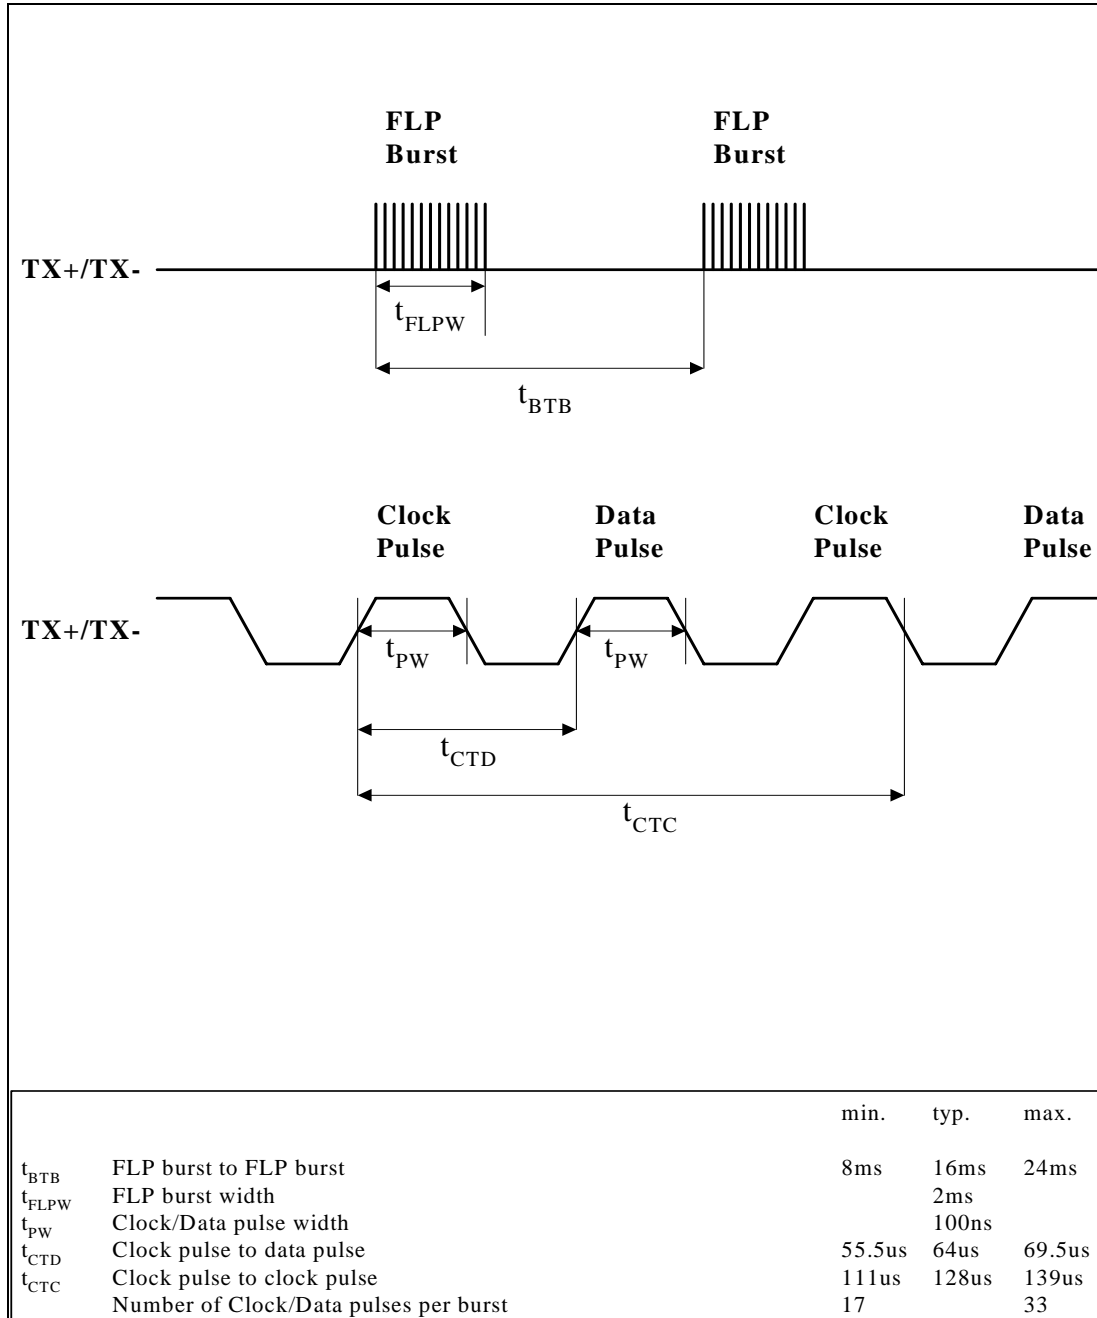 FLP Burst FLP Burst
TX+/TX-
tFLPW
tBTB
Clock Pulse Data Pulse Clock Pulse Data Pulse
TX+/TX-
tPW tPW
tCTD
tCTC
min. typ. max.
tBTB FLP burst to FLP burst 8ms 16ms 24ms
tFLPW FLP burst width 2ms
tPW Clock/Data pulse width 100ns
tCTD Clock pulse to data pulse 55.5us 64us 69.5us
tCTC Clock pulse to clock pulse 111us 128us 139us
Number of Clock/Data pulses per burst 17 33